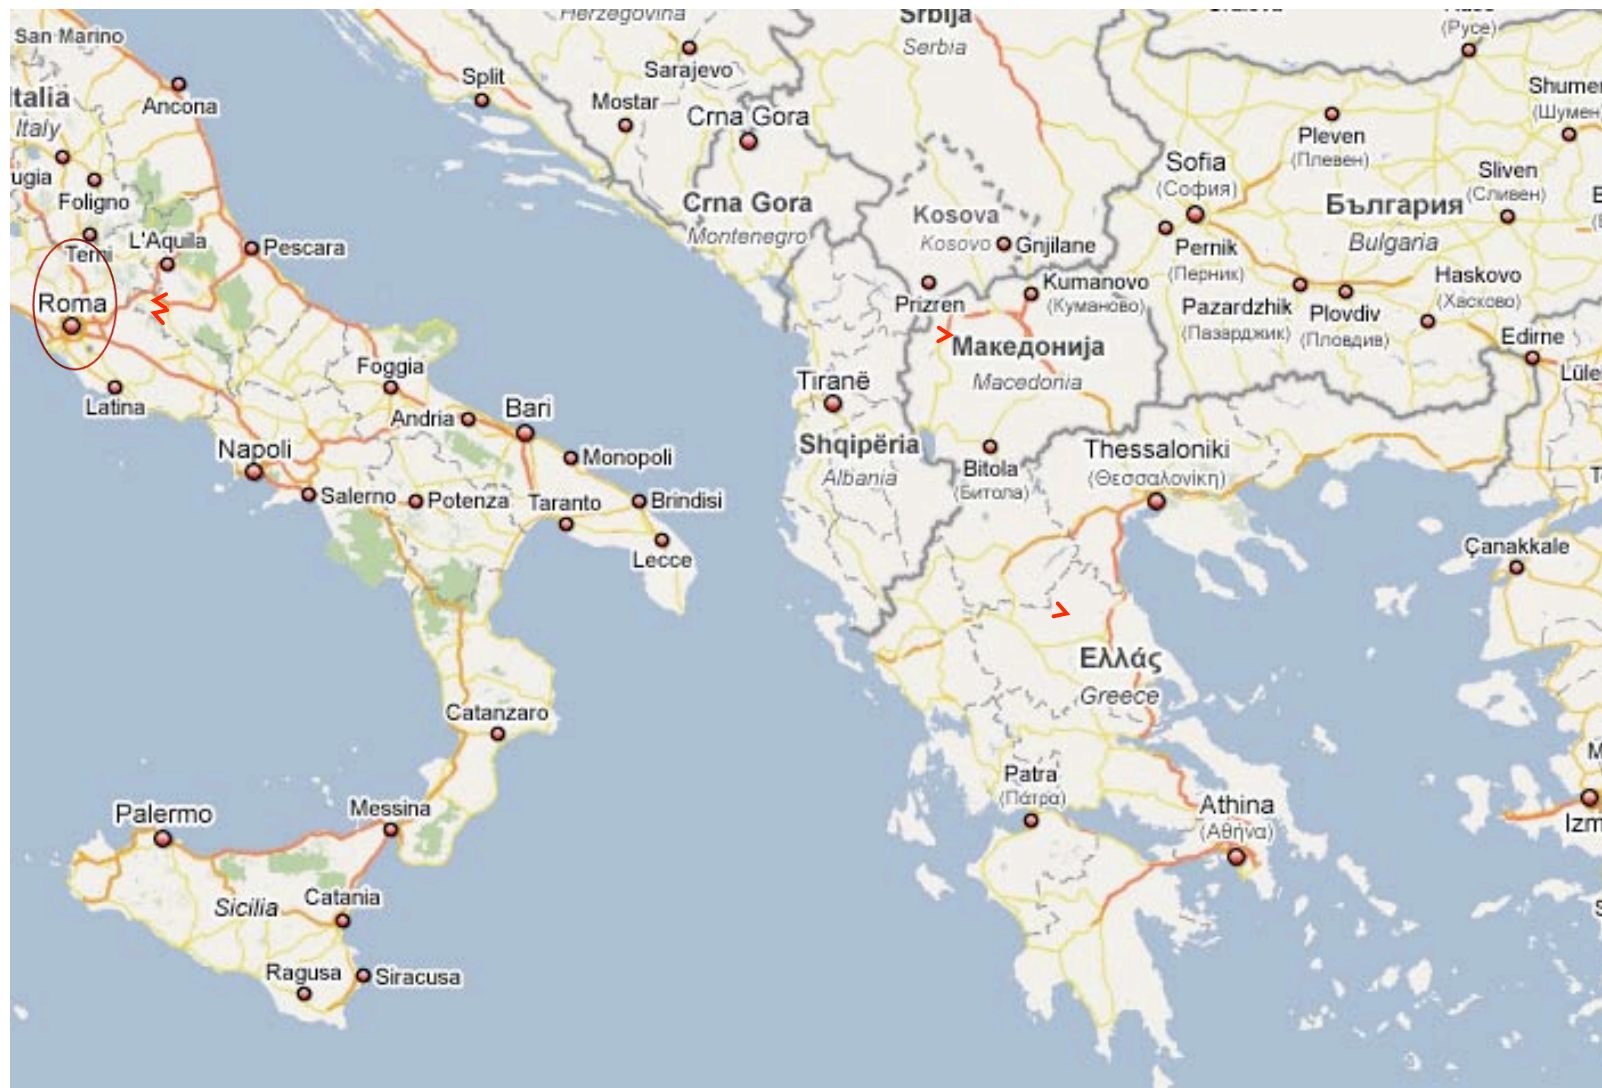 San Marino
Ancona
Italy
Foligno
Terni
L'Aquila
Pescara
Roma
Latina
Foggia
Andria
Bari
Napoli
Monopoli
Salerno
Potenza
Taranto
Brindisi
Lecce
Catanzaro
Palermo
Messina
Sicilia
Catania
Ragusa
Siracusa
Herzegovina
Split
Sarajevo
Mostar
Crna Gora
Crna Gora
Montenegro
Srbija
Serbia
Kosova
Kosovo
Gnjilane
Prizren
Kumanovo
(Куманово)
Македонија
Macedonia
Tiranë
Shqipëria
Albania
Bitola
(Битола)
Thessaloniki
(Θεσσαλονίκη)
Ελλάς
Greece
Patra
(Πάτρα)
Athina
(Αθήνα)
(Русе)
Pleven
(Плевен)
Sofia
(София)
Sliven
(Сливен)
България
Bulgaria
Pernik
(Перник)
Pazardzhik
(Пазарджик)
Plovdiv
(Пловдив)
Haskovo
(Хасково)
Edirne
Çanakkale